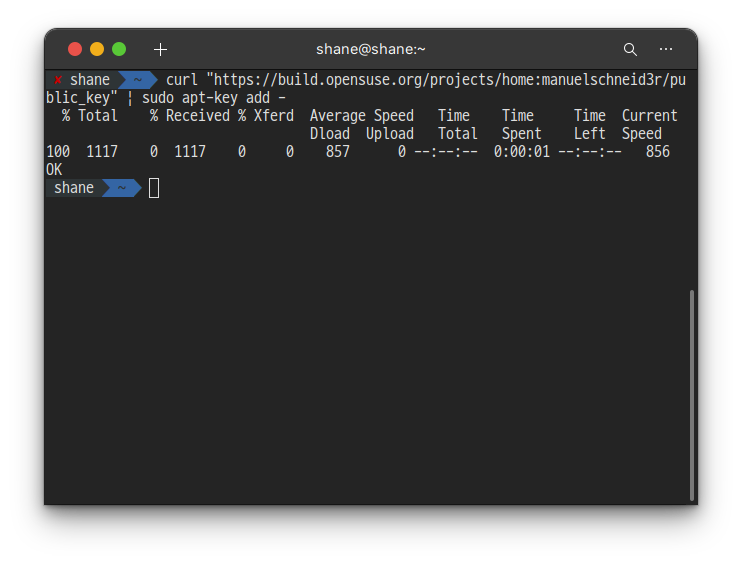 shane@shane:~
✘ shane ~ curl "https://build.opensuse.org/projects/home:manuelschneid3r/pu
blic_key" | sudo apt-key add -
% Total % Received % Xferd Average Speed Time Time Time Current
Dload Upload Total Spent Left Speed
100 1117 0 1117 0 0 857 0 --:--:-- 0:00:01 --:--:-- 856
OK
shane ~